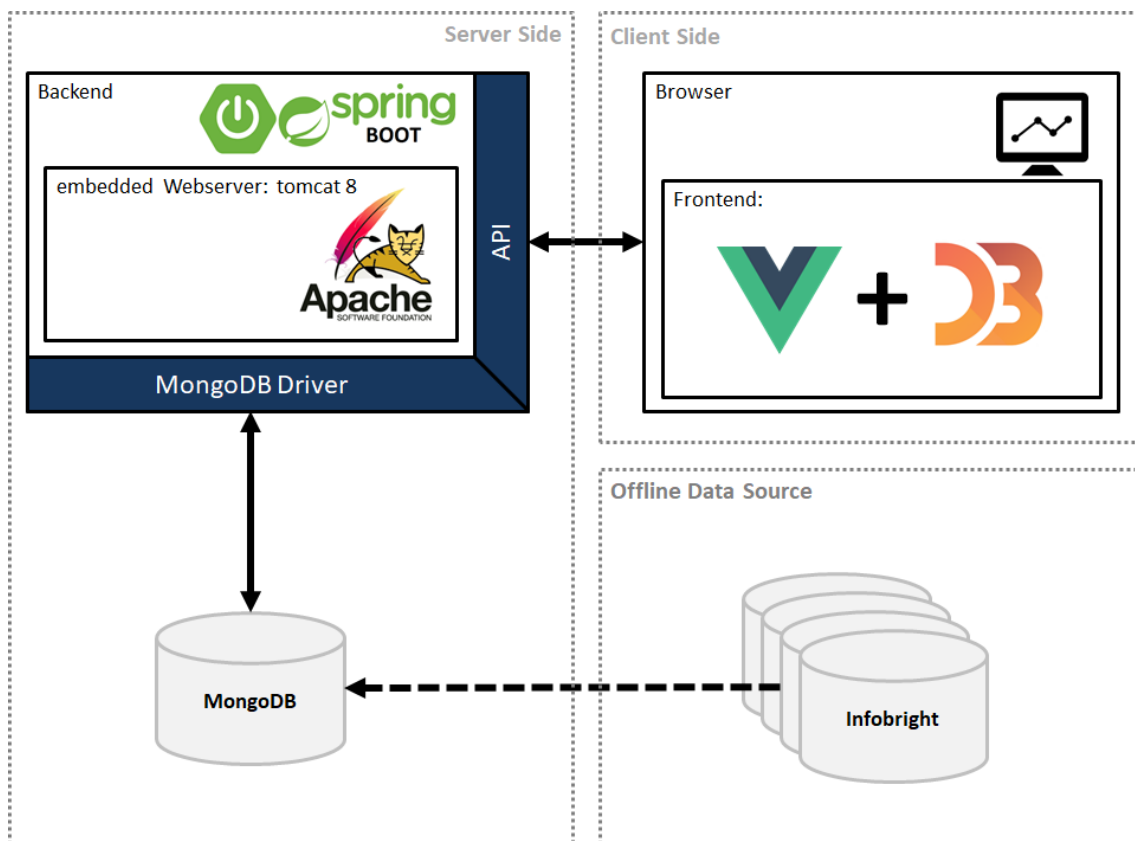 Server Side
Backend
spring
BOOT
embedded Webserver: tomcat 8
Apache
SOFTWARE FOUNDATION
API
MongoDB Driver
MongoDB
Client Side
Browser
Frontend:
+
Offline Data Source
Infobright